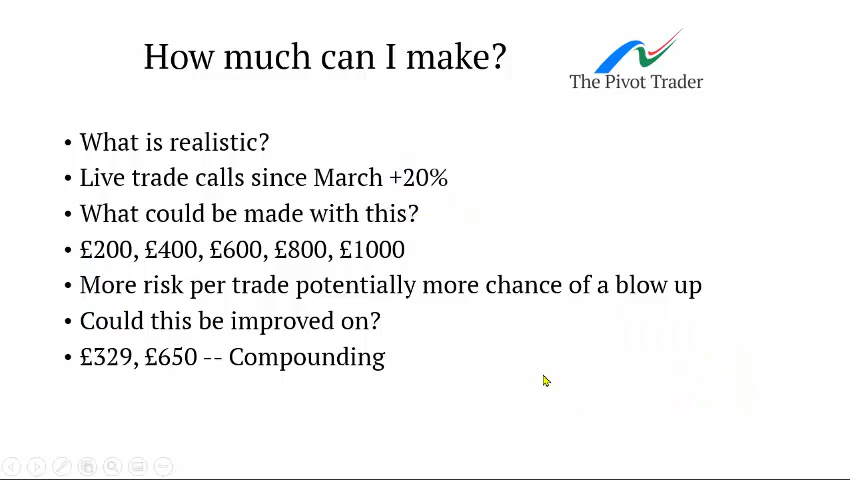 How much can I make?
The Pivot Trader
• What is realistic?
• Live trade calls since March +20%
• What could be made with this?
• £200, £400, £600, £800, £1000
• More risk per trade potentially more chance of a blow up
• Could this be improved on?
• £329, £650 -- Compounding